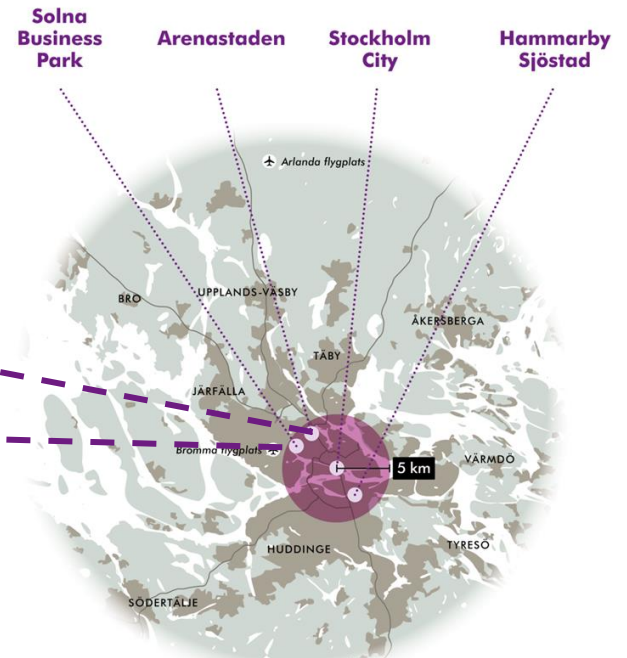 Solna
Business
Park
Arenastaden
Stockholm
City
Hammarby
Sjöstad
Arlanda flygplats
BRO
UPPLANDS-VÄSBY
ÅKERSBERGA
TÄBY
JÄRFÄLLA
Bromma flygplats
5 km
VÄRMDÖ
TYRESÖ
HUDDINGE
SÖDERTÄLJE